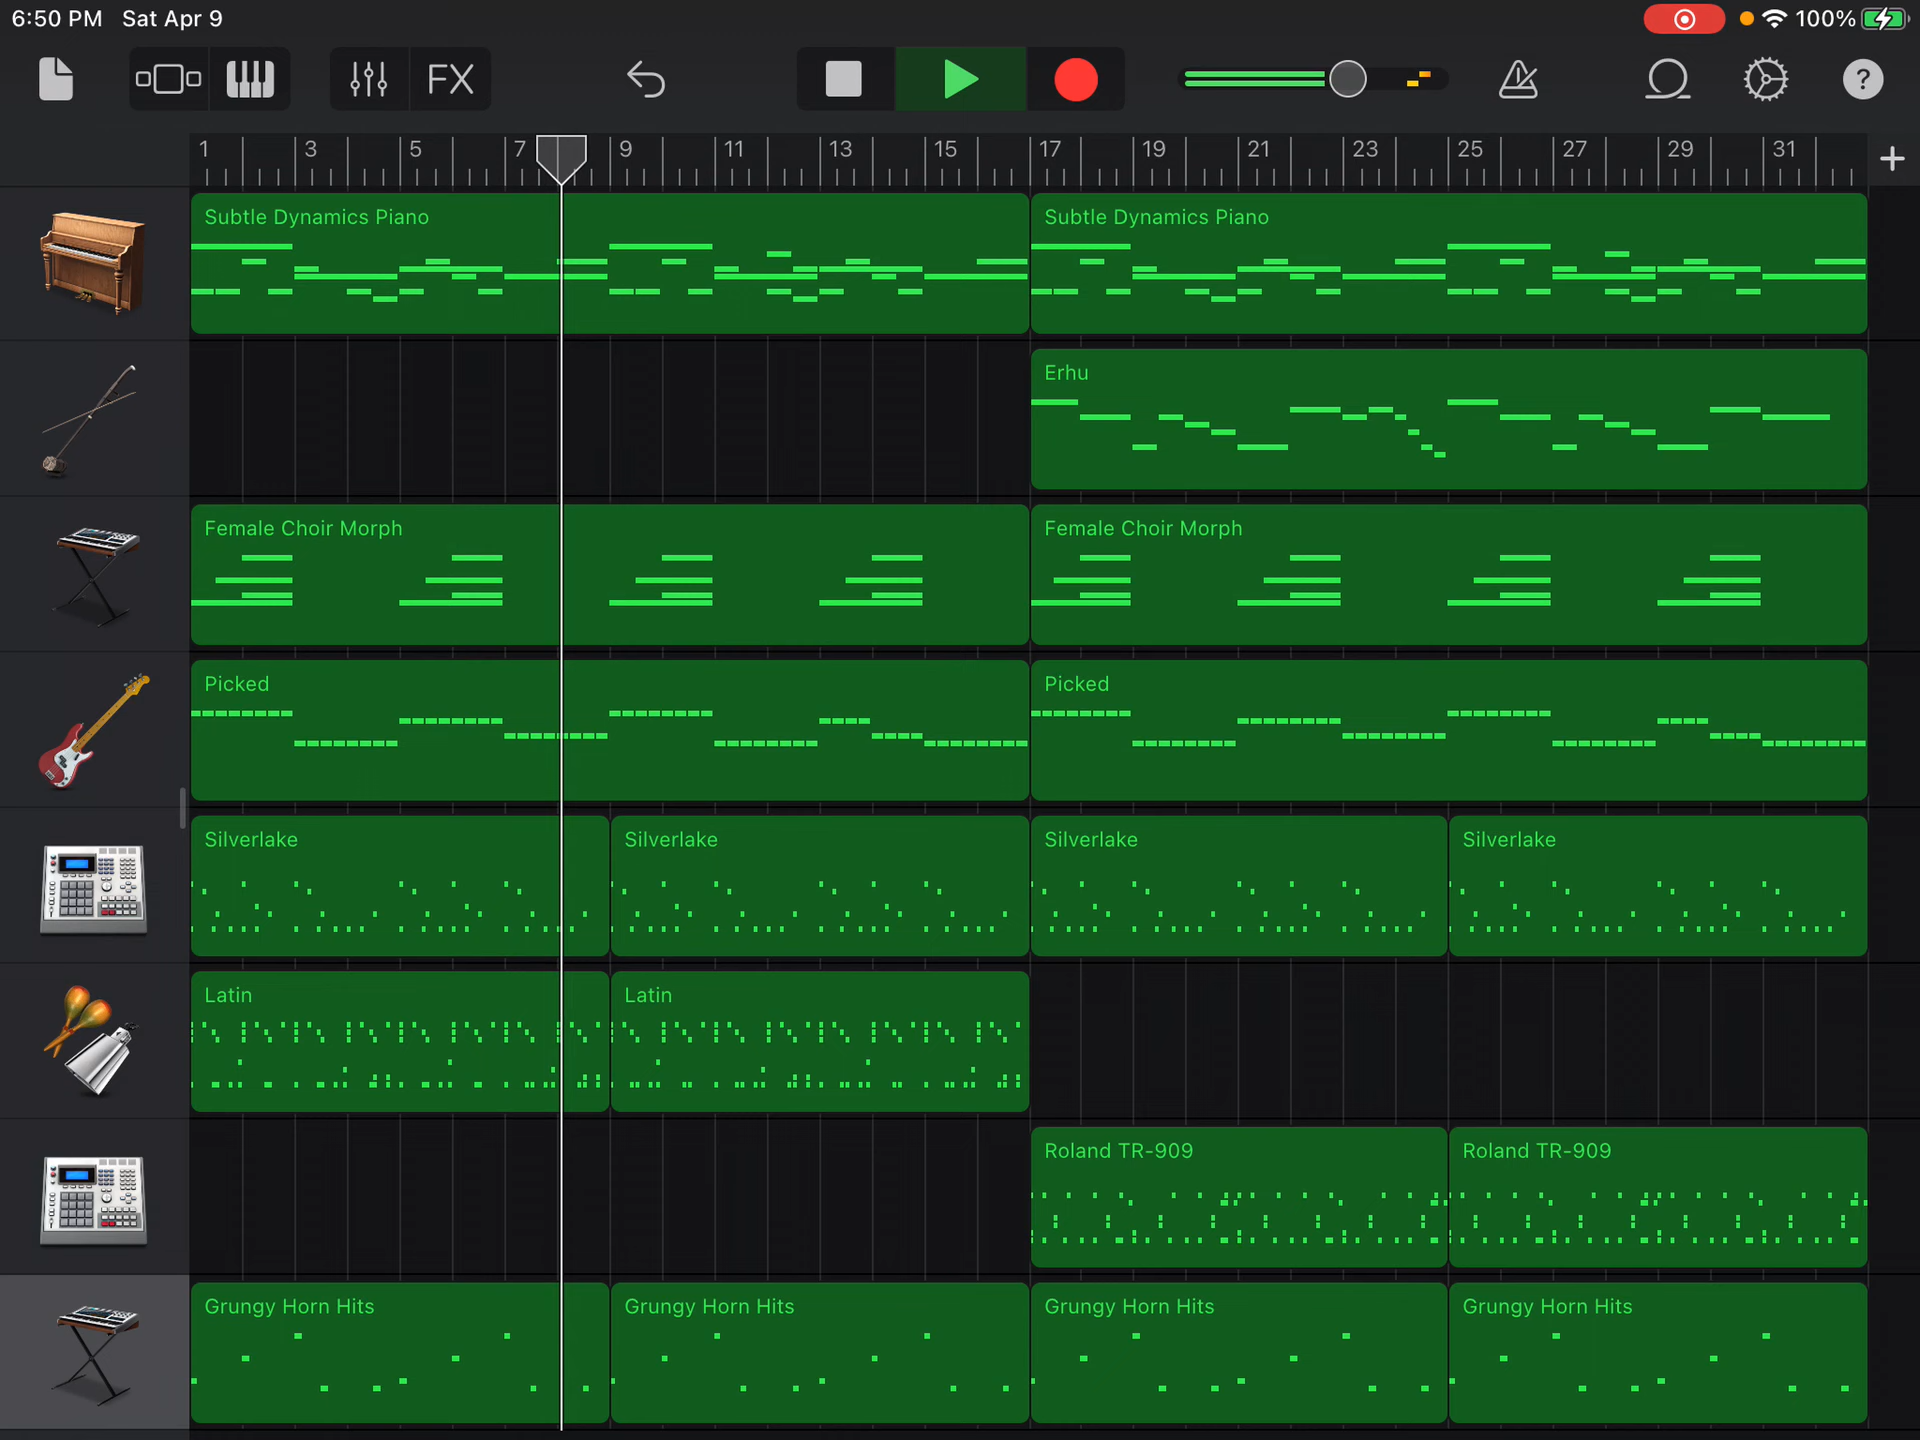 6:50 PM Sat Apr 9 100%
FX ?
1 3 5 7 9 11 13 15 17 19 21 23 25 27 29 31 +
Subtle Dynamics Piano Subtle Dynamics Piano
Erhu
Female Choir Morph Female Choir Morph
Picked Picked
Silverlake Silverlake Silverlake Silverlake
Latin Latin
Roland TR-909 Roland TR-909
Grungy Horn Hits Grungy Horn Hits Grungy Horn Hits Grungy Horn Hits